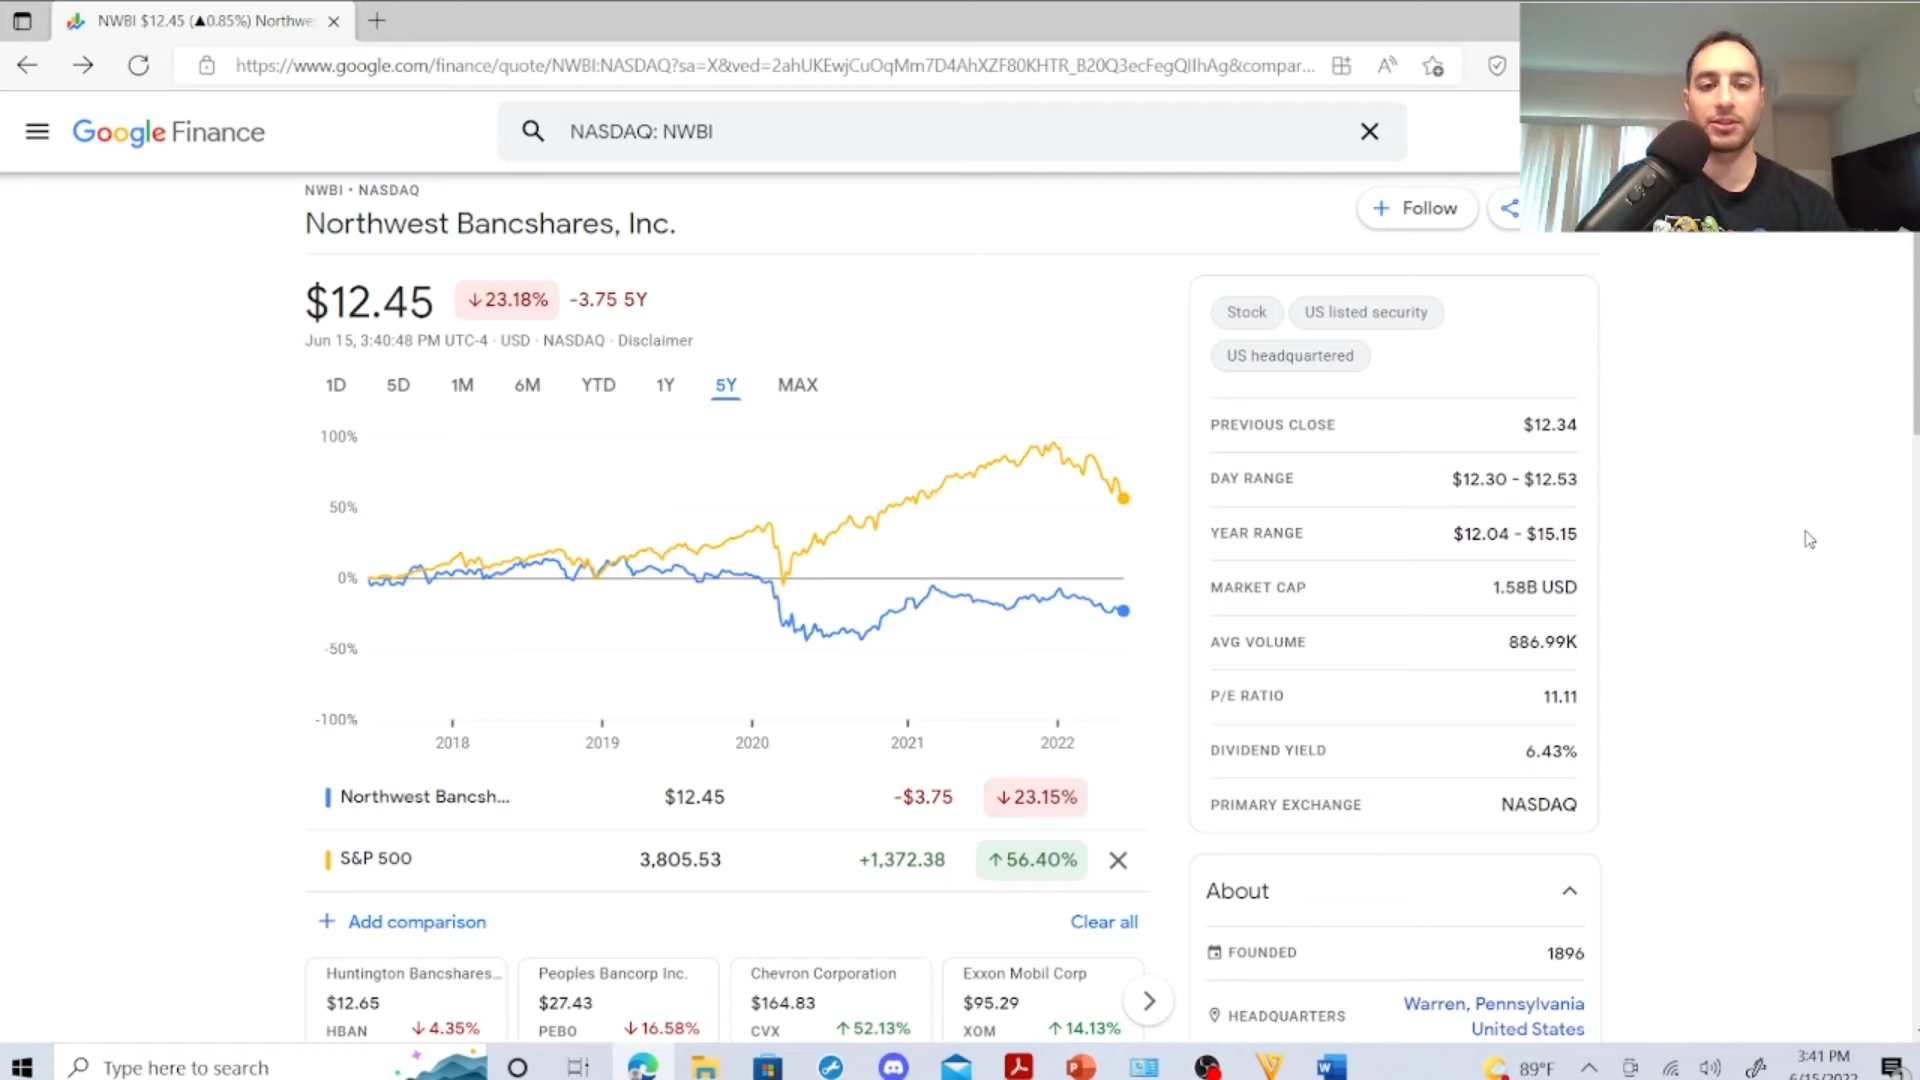 NWBI $12.45 (▲0.85%) Northwe
https://www.google.com/finance/quote/NWBI:NASDAQ?sa=X&ved=2ahUKEwjCuOqMm7D4AhXZF80KHTR_B20Q3ecFegQIIhAg&compar...
Google Finance
NASDAQ: NWBI
NWBI • NASDAQ
Northwest Bancshares, Inc.
+ Follow
$12.45 ↓23.18% -3.75 5Y
Jun 15, 3:40:48 PM UTC-4 · USD · NASDAQ · Disclaimer
1D 5D 1M 6M YTD 1Y 5Y MAX
100%
50%
0%
-50%
-100%
2018 2019 2020 2021 2022
Northwest Bancsh... $12.45 -$3.75 ↓23.15%
S&P 500 3,805.53 +1,372.38 ↑56.40%
+ Add comparison Clear all
Huntington Bancshares...
$12.65
HBAN ↓4.35%
Peoples Bancorp Inc.
$27.43
PEBO ↓16.58%
Chevron Corporation
$164.83
CVX ↑52.13%
Exxon Mobil Corp
$95.29
XOM ↑14.13%
Stock US listed security
US headquartered
PREVIOUS CLOSE $12.34
DAY RANGE $12.30 - $12.53
YEAR RANGE $12.04 - $15.15
MARKET CAP 1.58B USD
AVG VOLUME 886.99K
P/E RATIO 11.11
DIVIDEND YIELD 6.43%
PRIMARY EXCHANGE NASDAQ
About
FOUNDED 1896
HEADQUARTERS Warren, Pennsylvania
United States
Type here to search
89°F
3:41 PM
6/15/2022